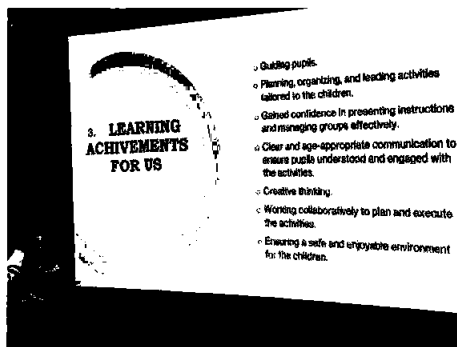 3. LEARNING
ACHIVEMENTS
FOR US
Guiding pupils.
Planning, organizing, and leading activities
tailored to the children.
Gained confidence in presenting instructions
and managing groups effectively.
Clear and age-appropriate communication to
ensure pupils understood and engaged with
the activities.
Creative thinking.
Working collaboratively to plan and execute
the activities.
Ensuring a safe and enjoyable environment
for the children.